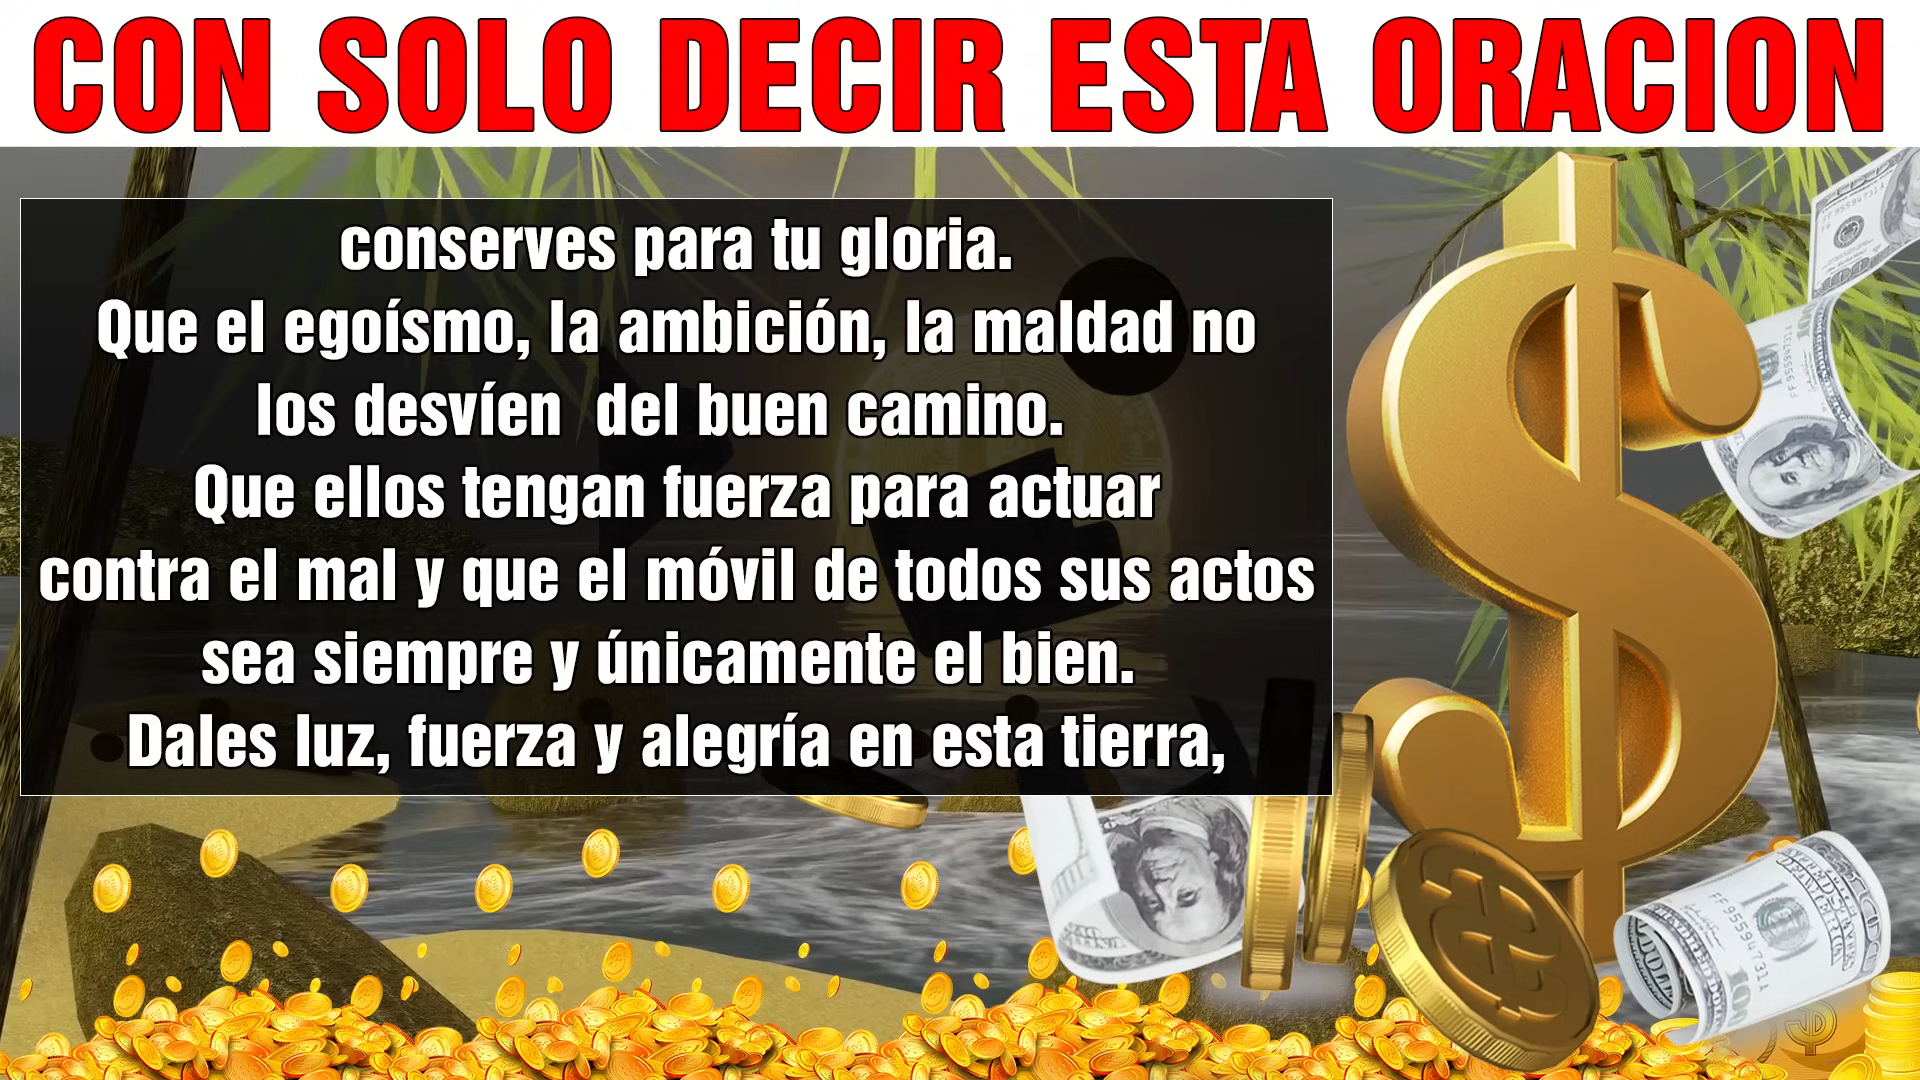 CON SOLO DECIR ESTA ORACION
conserves para tu gloria.
Que el egoísmo, la ambición, la maldad no
los desvíen  del buen camino.
Que ellos tengan fuerza para actuar
contra el mal y que el móvil de todos sus actos
sea siempre y únicamente el bien.
Dales luz, fuerza y alegría en esta tierra,